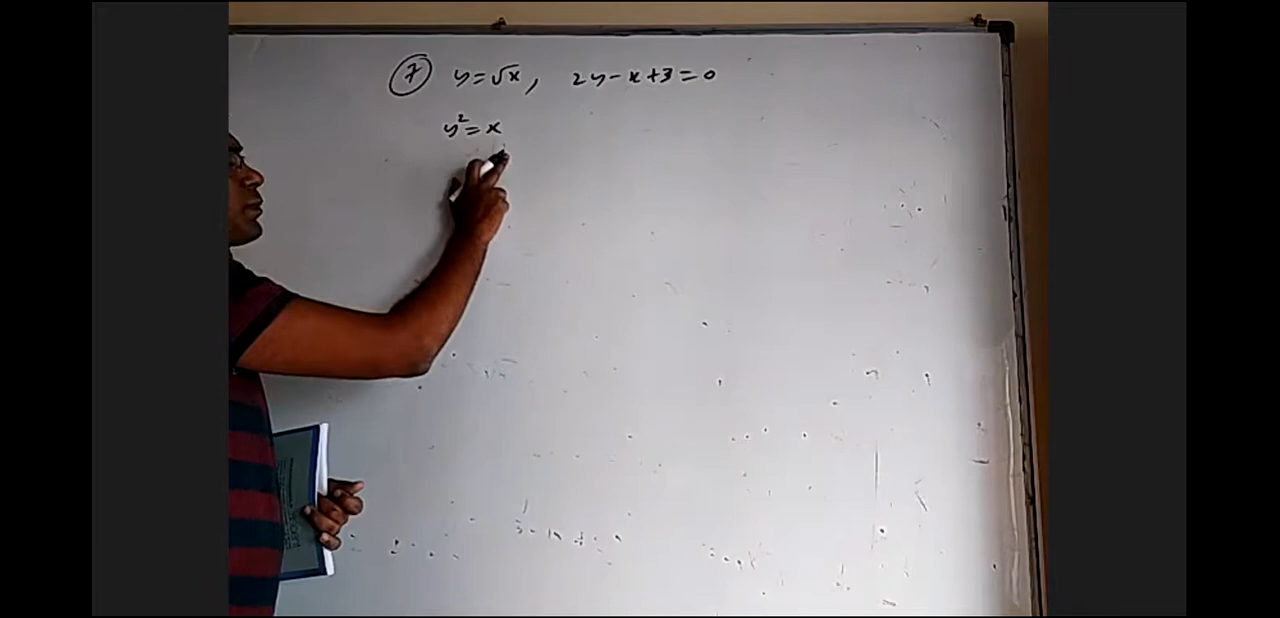 ⑦ y = √x, 2y - x + 3 = 0
y² = x